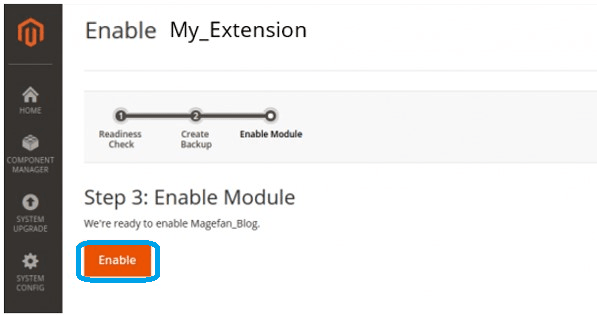 Enable My_Extension
HOME
COMPONENT
MANAGER
SYSTEM
UPGRADE
SYSTEM
CONFIG
1 2
Readiness
Check
Create
Backup
Enable Module
Step 3: Enable Module
We're ready to enable Magefan_Blog.
Enable